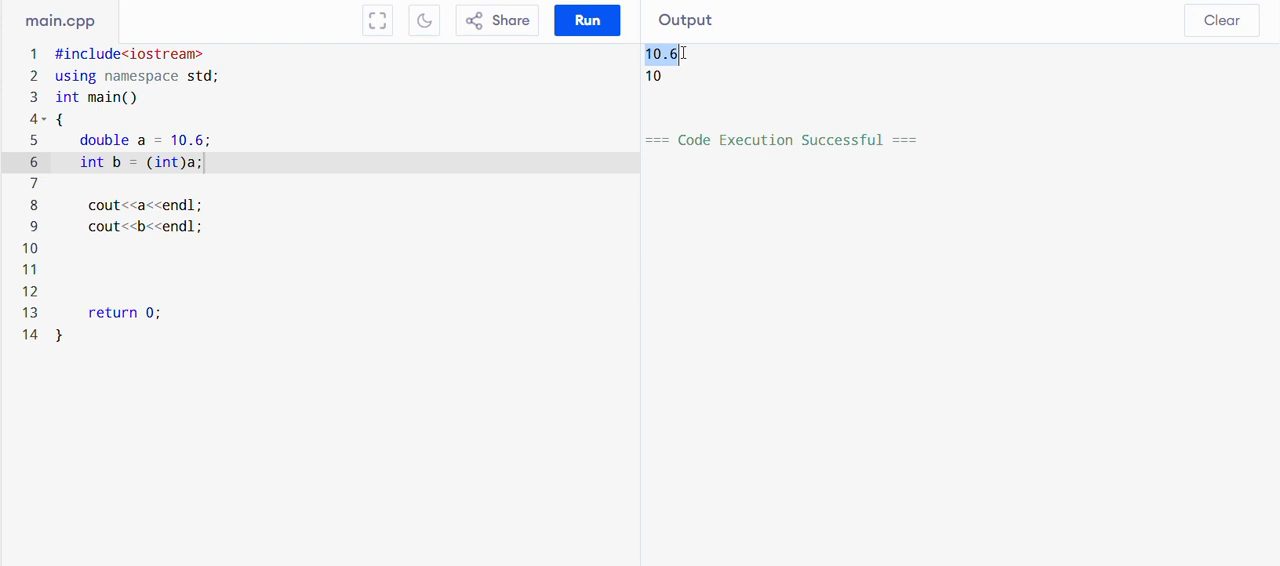 main.cpp
Share
Run
Output
Clear
1 #include<iostream>
2 using namespace std;
3 int main()
4 {
5 double a = 10.6;
6 int b = (int)a;
7
8 cout<<a<<endl;
9 cout<<b<<endl;
10
11
12
13 return 0;
14 }
10.6
10
=== Code Execution Successful ===